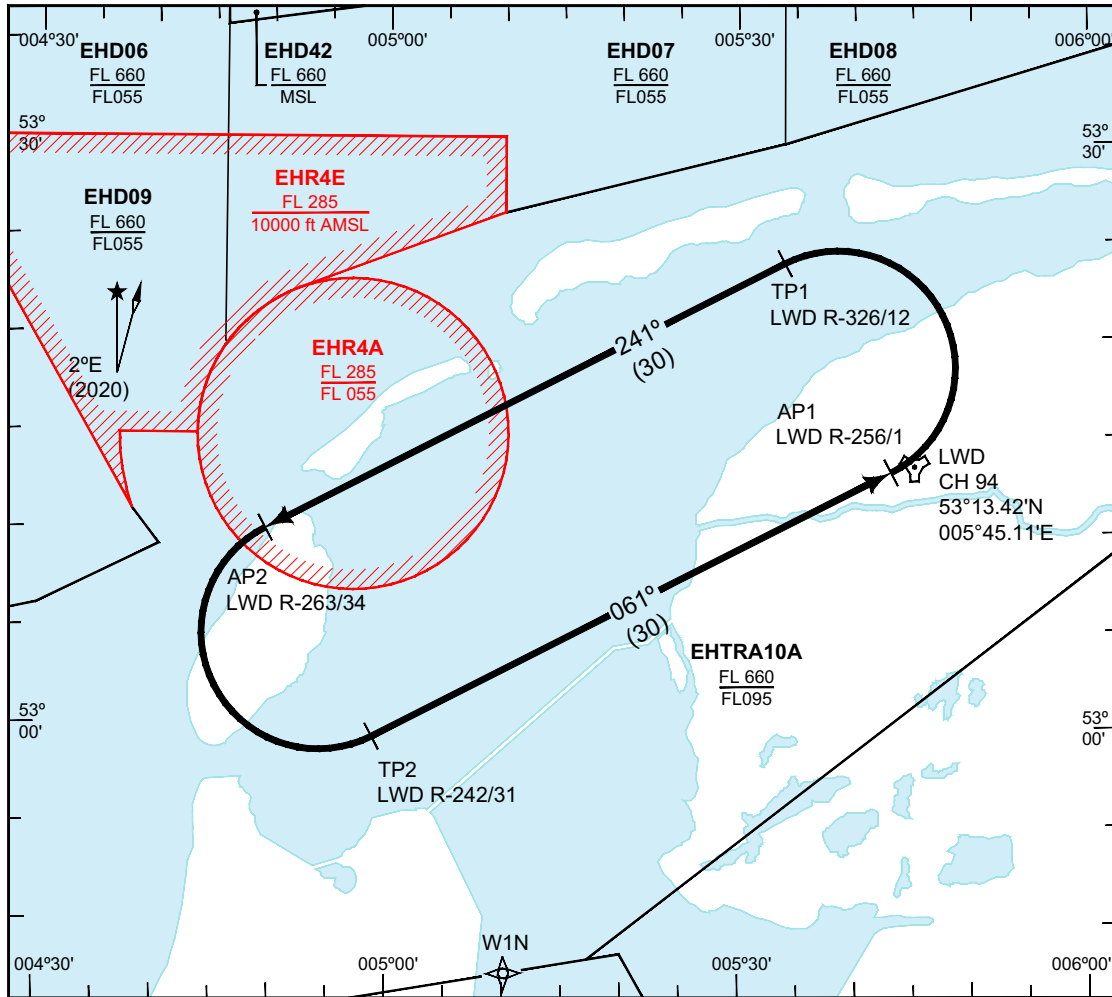 004°30'
005°00'
005°30'
006°00'
EHD06
FL 660
FL055
EHD42
FL 660
MSL
EHD07
FL 660
FL055
EHD08
FL 660
FL055
53°
30'
53°
30'
EHR4E
FL 285
10000 ft AMSL
EHD09
FL 660
FL055
2°E
(2020)
EHR4A
FL 285
FL 055
241°
(30)
TP1
LWD R-326/12
AP1
LWD R-256/1
LWD
CH 94
53°13.42'N
005°45.11'E
AP2
LWD R-263/34
061°
(30)
EHTRA10A
FL 660
FL095
53°
00'
53°
00'
TP2
LWD R-242/31
W1N
004°30'
005°00'
005°30'
006°00'